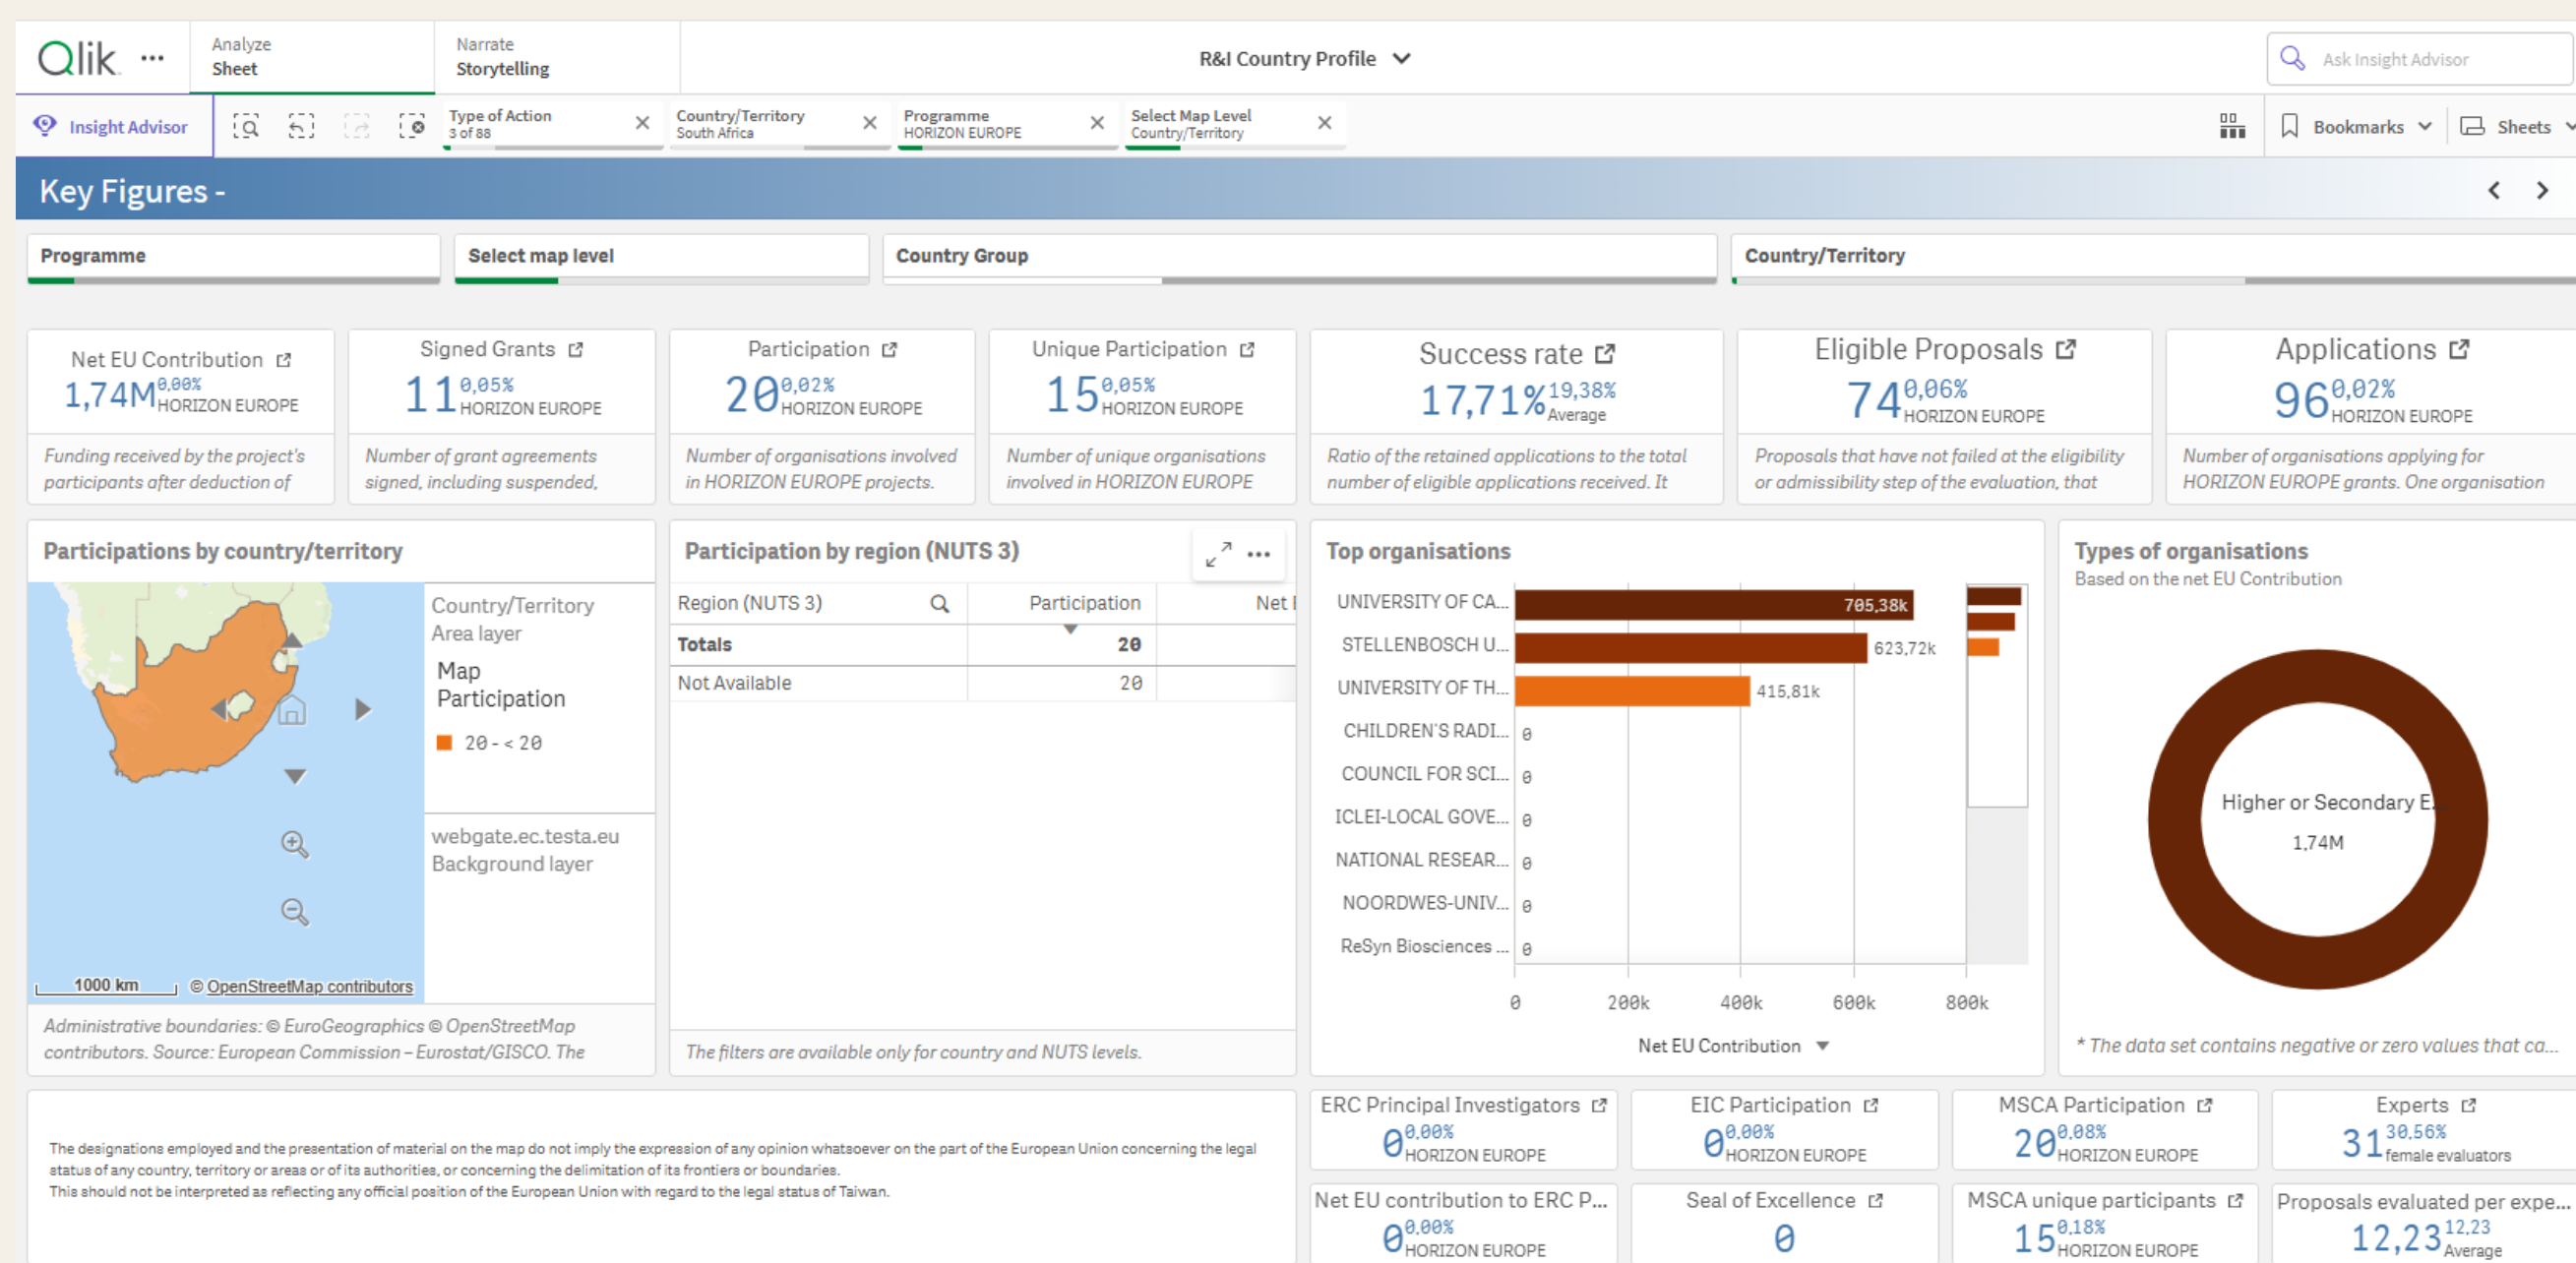 Qlik ...
Analyze
Sheet
Narrate
Storytelling
R&I Country Profile
Ask Insight Advisor
Insight Advisor
Type of Action
3 of 88
Country/Territory
South Africa
Programme
HORIZON EUROPE
Select Map Level
Country/Territory
Bookmarks
Sheets
Key Figures -
Programme
Select map level
Country Group
Country/Territory
Net EU Contribution
1,74M 0,00%
HORIZON EUROPE
Funding received by the project's
participants after deduction of
Signed Grants
11 0,05%
HORIZON EUROPE
Number of grant agreements
signed, including suspended,
Participation
20 0,02%
HORIZON EUROPE
Number of organisations involved
in HORIZON EUROPE projects.
Unique Participation
15 0,05%
HORIZON EUROPE
Number of unique organisations
involved in HORIZON EUROPE
Success rate
17,71% 19,38%
Average
Ratio of the retained applications to the total
number of eligible applications received. It
Eligible Proposals
74 0,06%
HORIZON EUROPE
Proposals that have not failed at the eligibility
or admissibility step of the evaluation, that
Applications
96 0,02%
HORIZON EUROPE
Number of organisations applying for
HORIZON EUROPE grants. One organisation
Participations by country/territory
Country/Territory
Area layer
Map
Participation
20 - < 20
webgate.ec.testa.eu
Background layer
1000 km
© OpenStreetMap contributors
Administrative boundaries: © EuroGeographics © OpenStreetMap
contributors. Source: European Commission – Eurostat/GISCO. The
Participation by region (NUTS 3)
Region (NUTS 3) Participation Net
Totals 20
Not Available 20
The filters are available only for country and NUTS levels.
Top organisations
UNIVERSITY OF CA... 705,38k
STELLENBOSCH U... 623,72k
UNIVERSITY OF TH... 415,81k
CHILDREN'S RADI... 0
COUNCIL FOR SCI... 0
ICLEI-LOCAL GOVE... 0
NATIONAL RESEAR... 0
NOORDWES-UNIV... 0
ReSyn Biosciences ... 0
0 200k 400k 600k 800k
Net EU Contribution
Types of organisations
Based on the net EU Contribution
Higher or Secondary E...
1,74M
* The data set contains negative or zero values that ca...
The designations employed and the presentation of material on the map do not imply the expression of any opinion whatsoever on the part of the European Union concerning the legal
status of any country, territory or areas or of its authorities, or concerning the delimitation of its frontiers or boundaries.
This should not be interpreted as reflecting any official position of the European Union with regard to the legal status of Taiwan.
ERC Principal Investigators
0 0,00%
HORIZON EUROPE
EIC Participation
0 0,00%
HORIZON EUROPE
MSCA Participation
20 0,08%
HORIZON EUROPE
Experts
31 30,56%
female evaluators
Net EU contribution to ERC P...
0 0,00%
HORIZON EUROPE
Seal of Excellence
0
MSCA unique participants
15 0,18%
HORIZON EUROPE
Proposals evaluated per expe...
12,23 12,23
Average